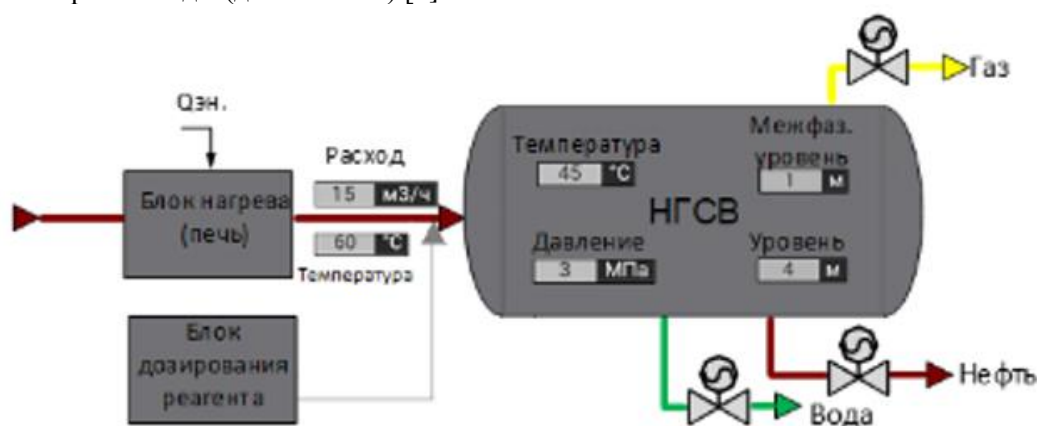 Qэн.
Блок нагрева
(печь)
Расход
15 м3/ч
60 °С
Температура
Блок
дозирования
реагента
Температура
45 °С
Межфаз.
уровень
1 м
НГСВ
Давление
3 МПа
Уровень
4 м
Газ
Нефть
Вода